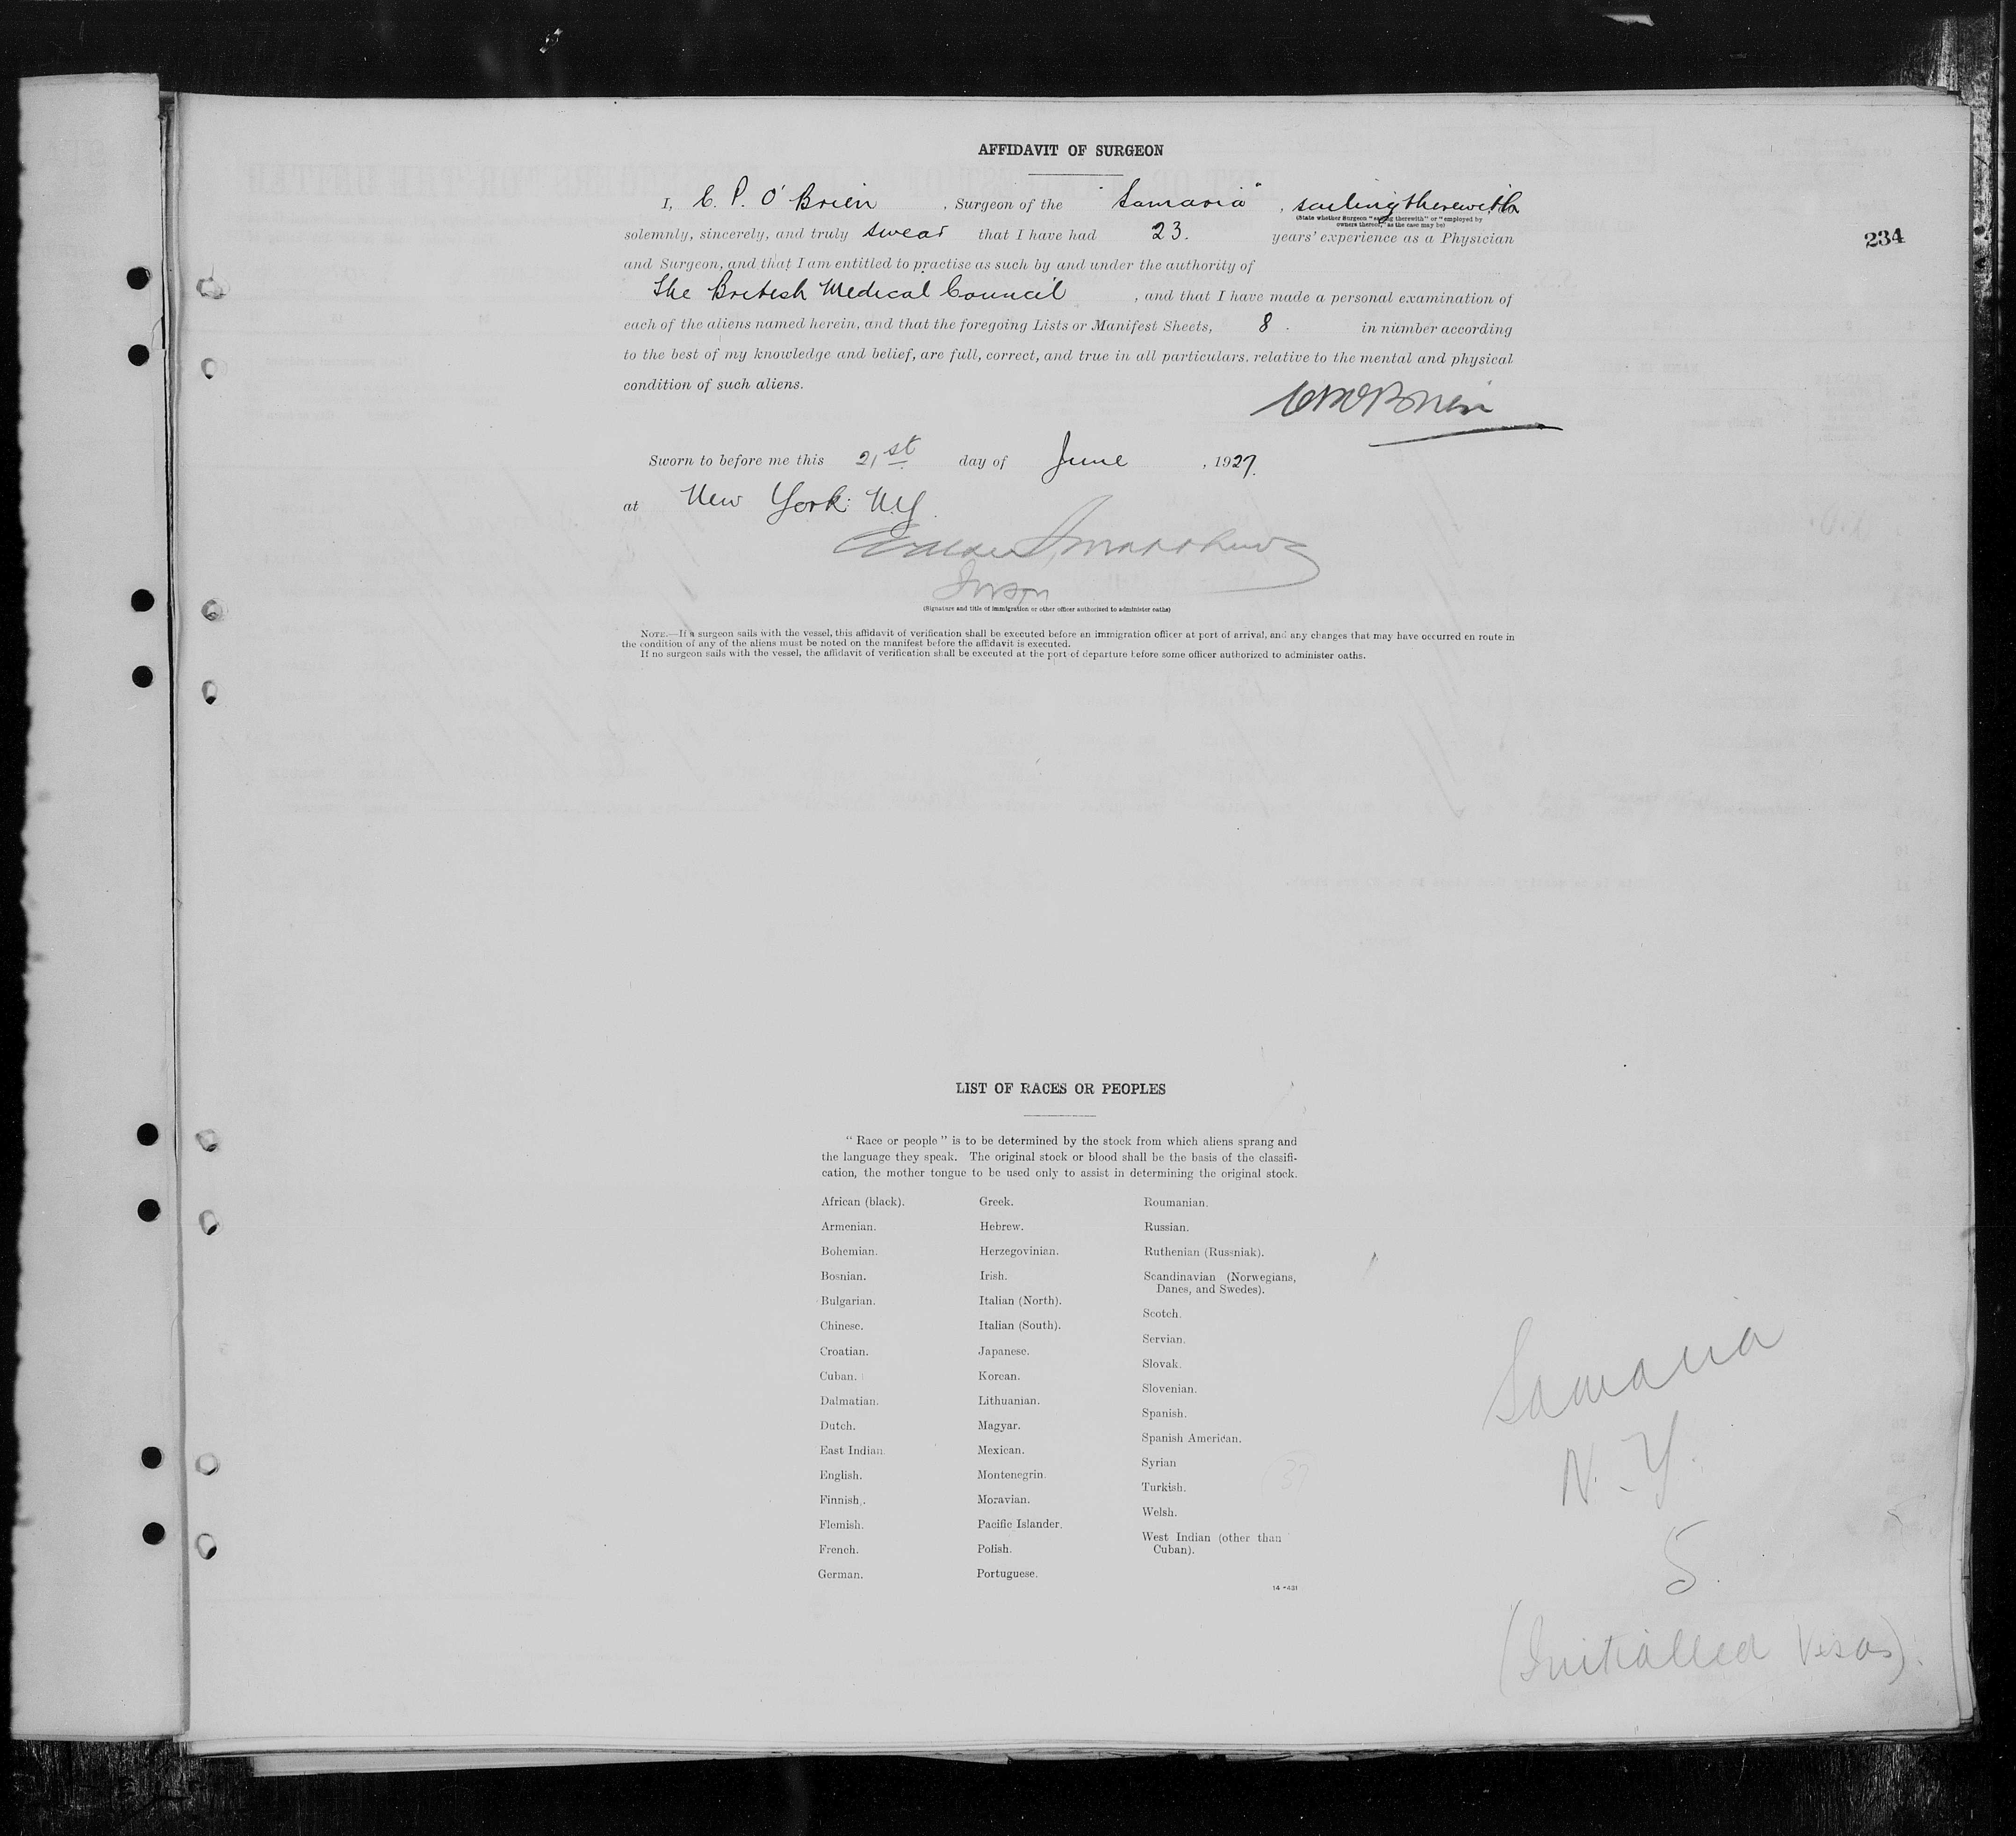 AFFIDAVIT OF SURGEON
I, C. P. O'Brien, Surgeon of the "Samaria", sailing therewith, do
(State whether Surgeon "sailing therewith" or "employed by
owners thereof," as the case may be)
234
solemnly, sincerely, and truly swear that I have had 23. years' experience as a Physician
and Surgeon, and that I am entitled to practise as such by and under the authority of
The British Medical Council, and that I have made a personal examination of
each of the aliens named herein, and that the foregoing Lists or Manifest Sheets, 8. in number according
to the best of my knowledge and belief, are full, correct, and true in all particulars, relative to the mental and physical
condition of such aliens.
Sworn to before me this 21st day of June, 1927.
at New York. N.Y.
(Signature and title of immigration or other officer authorized to administer oaths)
NOTE.—If a surgeon sails with the vessel, this affidavit of verification shall be executed before an immigration officer at port of arrival, and any changes that may have occurred en route in
the condition of any of the aliens must be noted on the manifest before the affidavit is executed.
If no surgeon sails with the vessel, the affidavit of verification shall be executed at the port of departure before some officer authorized to administer oaths.
LIST OF RACES OR PEOPLES
"Race or people" is to be determined by the stock from which aliens sprang and
the language they speak. The original stock or blood shall be the basis of the classifi-
cation, the mother tongue to be used only to assist in determining the original stock.
African (black).
Armenian.
Bohemian.
Bosnian.
Bulgarian.
Chinese.
Croatian.
Cuban.
Dalmatian.
Dutch.
East Indian.
English.
Finnish.
Flemish.
French.
German.
Greek.
Hebrew.
Herzegovinian.
Irish.
Italian (North).
Italian (South).
Japanese.
Korean.
Lithuanian.
Magyar.
Mexican.
Montenegrin.
Moravian.
Pacific Islander.
Polish.
Portuguese.
Roumanian.
Russian.
Ruthenian (Russniak).
Scandinavian (Norwegians,
Danes, and Swedes).
Scotch.
Servian.
Slovak.
Slovenian.
Spanish.
Spanish American.
Syrian
Turkish.
Welsh.
West Indian (other than
Cuban).
14-431
Samaria
N.Y.
5.
(Initialled Visas).